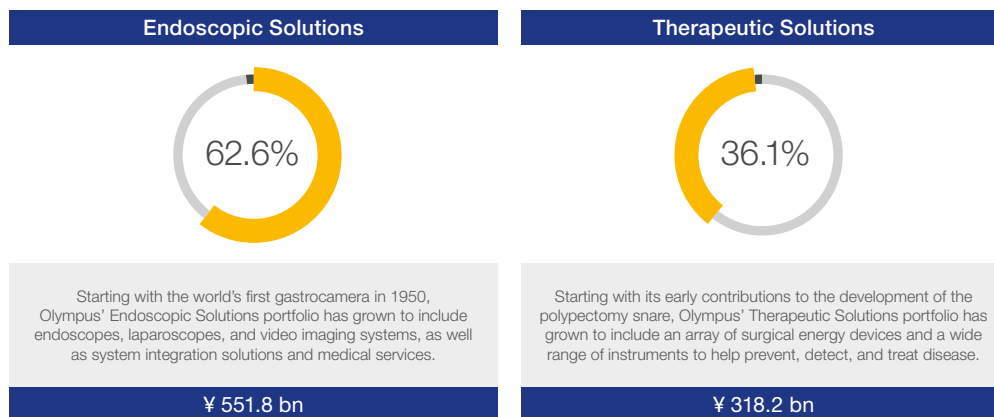 Endoscopic Solutions
62.6%
Starting with the world's first gastrocamera in 1950,
Olympus' Endoscopic Solutions portfolio has grown to include
endoscopes, laparoscopes, and video imaging systems, as well
as system integration solutions and medical services.
¥ 551.8 bn
Therapeutic Solutions
36.1%
Starting with its early contributions to the development of the
polypectomy snare, Olympus' Therapeutic Solutions portfolio has
grown to include an array of surgical energy devices and a wide
range of instruments to help prevent, detect, and treat disease.
¥ 318.2 bn